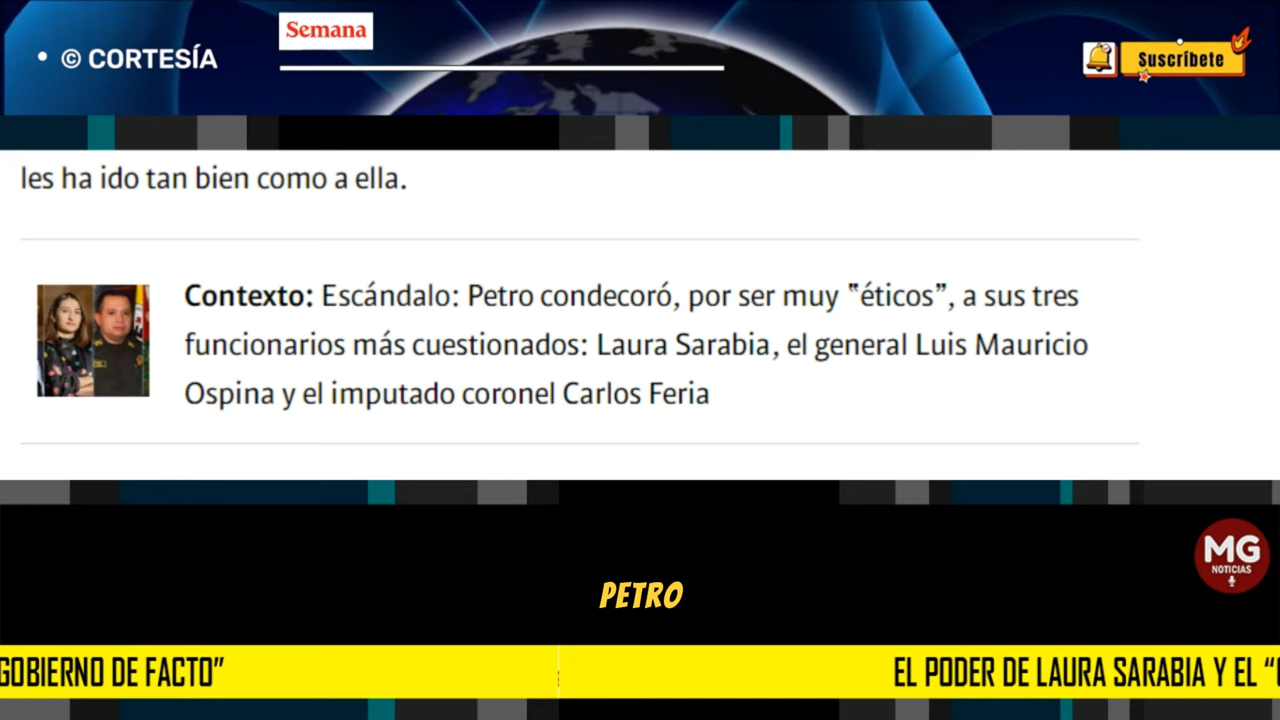 Semana
• © CORTESÍA
Suscríbete
les ha ido tan bien como a ella.
Contexto: Escándalo: Petro condecoró, por ser muy “éticos”, a sus tres
funcionarios más cuestionados: Laura Sarabia, el general Luis Mauricio
Ospina y el imputado coronel Carlos Feria
MG
NOTICIAS
PETRO
GOBIERNO DE FACTO” EL PODER DE LAURA SARABIA Y EL “